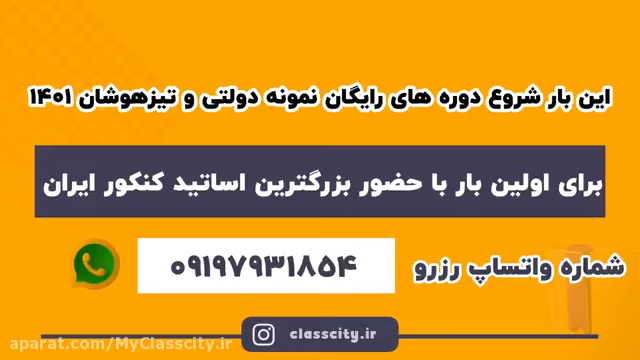 این بار شروع دوره های رایگان نمونه دولتی و تیزهوشان ۱۴۰۱
برای اولین بار با حضور بزرگترین اساتید کنکور ایران
شماره واتساپ رزرو ۰۹۱۹۷۹۳۱۸۵۴
classcity.ir
aparat.com/MyClasscity.ir